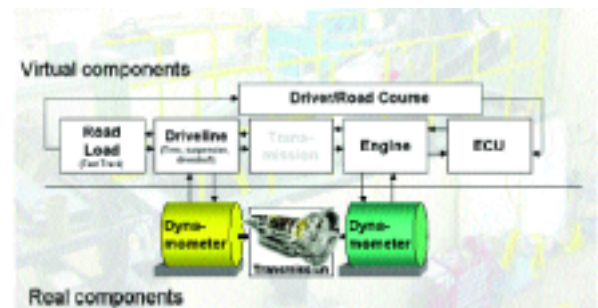 Virtual components
Driver/Road Course
Road
Load
Driveline
Trans-
mission
Engine
ECU
Dyna-
mometer
Dyna-
mometer
Transmission
Real components